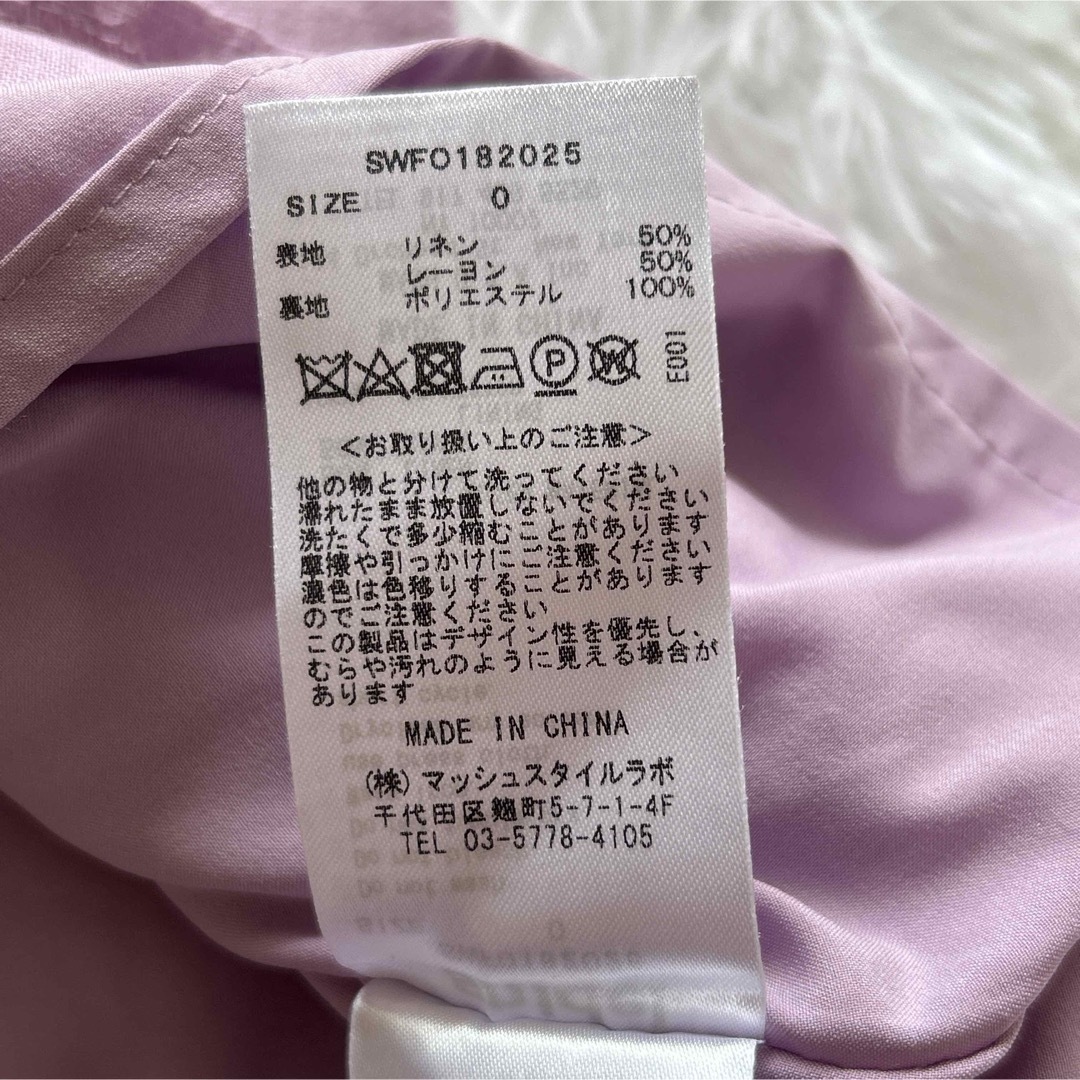 SWFO182025
SIZE 0
表地 リネン 50%
レーヨン 50%
裏地 ポリエステル 100%
P W E001
＜お取り扱い上のご注意＞
他の物と分けて洗ってください
濡れたまま放置しないでください
洗たくで多少縮むことがあります
摩擦や引っかけにご注意ください
濃色は色移りすることがあります
のでご注意ください
この製品はデザイン性を優先し、
むらや汚れのように見える場合が
あります
MADE IN CHINA
(株)マッシュスタイルラボ
千代田区麹町5-7-1-4F
TEL 03-5778-4105